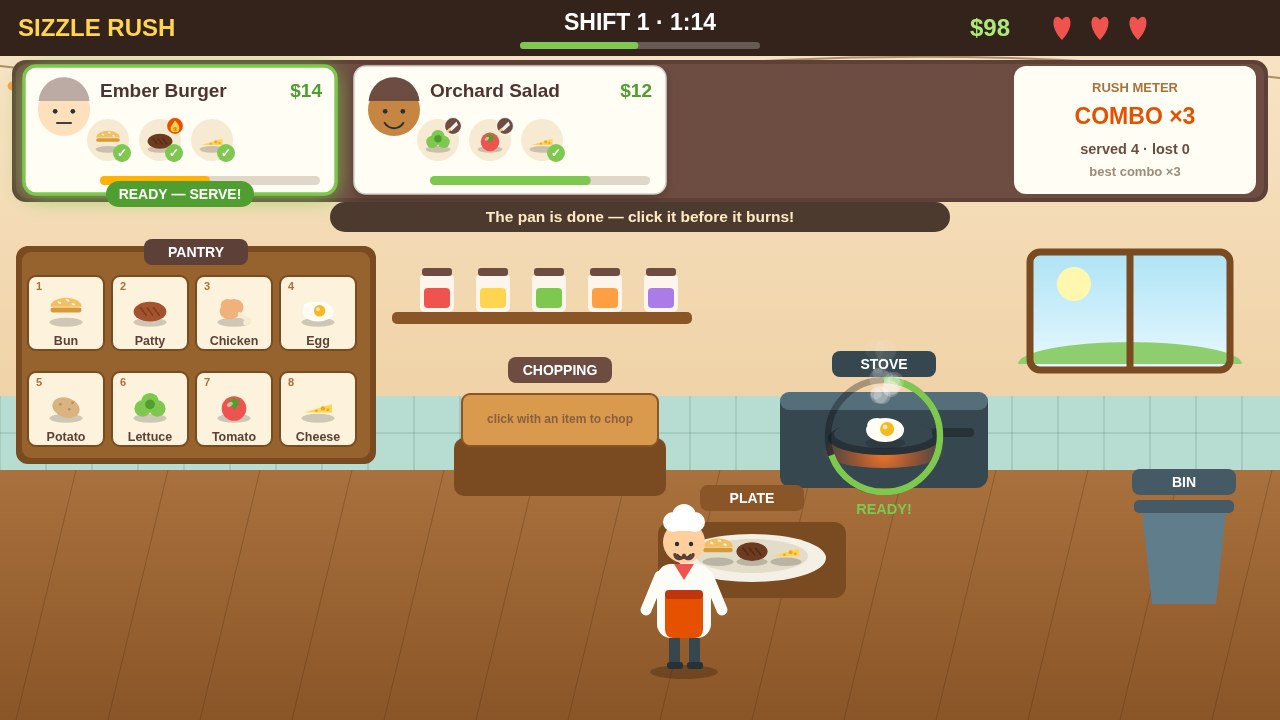 SIZZLE RUSH
SHIFT 1 · 1:14
$98
Ember Burger
$14
READY — SERVE!
Orchard Salad
$12
RUSH METER
COMBO ×3
served 4 · lost 0
best combo ×3
The pan is done — click it before it burns!
PANTRY
1
Bun
2
Patty
3
Chicken
4
Egg
5
Potato
6
Lettuce
7
Tomato
8
Cheese
CHOPPING
click with an item to chop
STOVE
READY!
PLATE
BIN